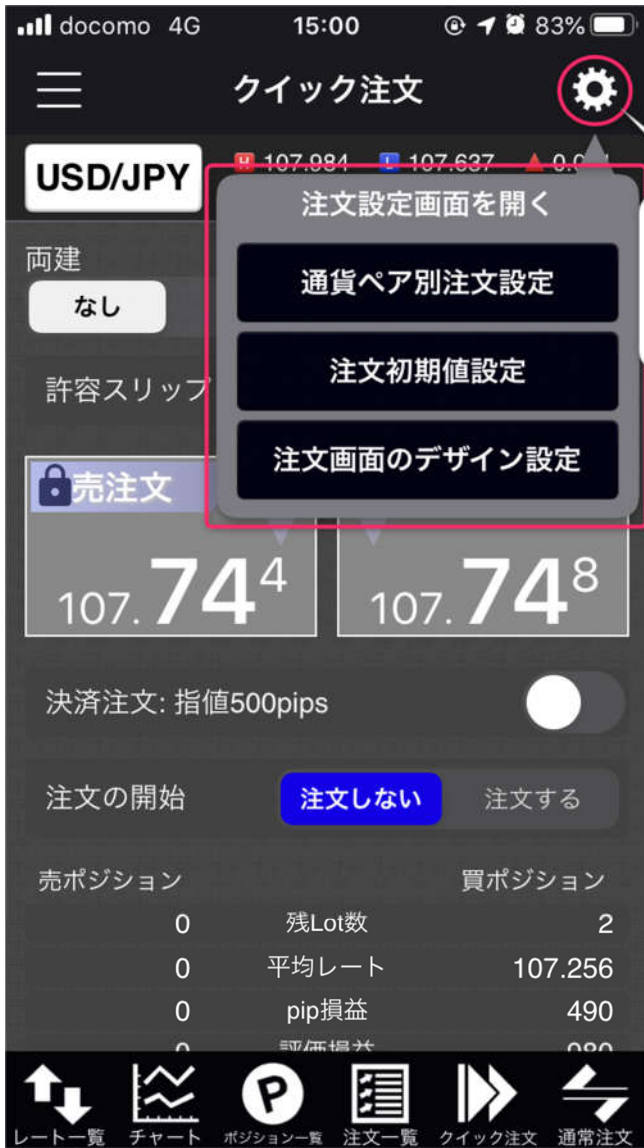 docomo 4G 15:00 83%
クイック注文
USD/JPY H 107.984 L 107.637
注文設定画面を開く
両建
通貨ペア別注文設定
なし
注文初期値設定
許容スリップ
注文画面のデザイン設定
売注文
107.744 107.748
決済注文: 指値500pips
注文の開始 注文しない 注文する
売ポジション 買ポジション
0 残Lot数 2
0 平均レート 107.256
0 pip損益 490
0 評価損益 980
レート一覧 チャート ポジション一覧 注文一覧 クイック注文 通常注文